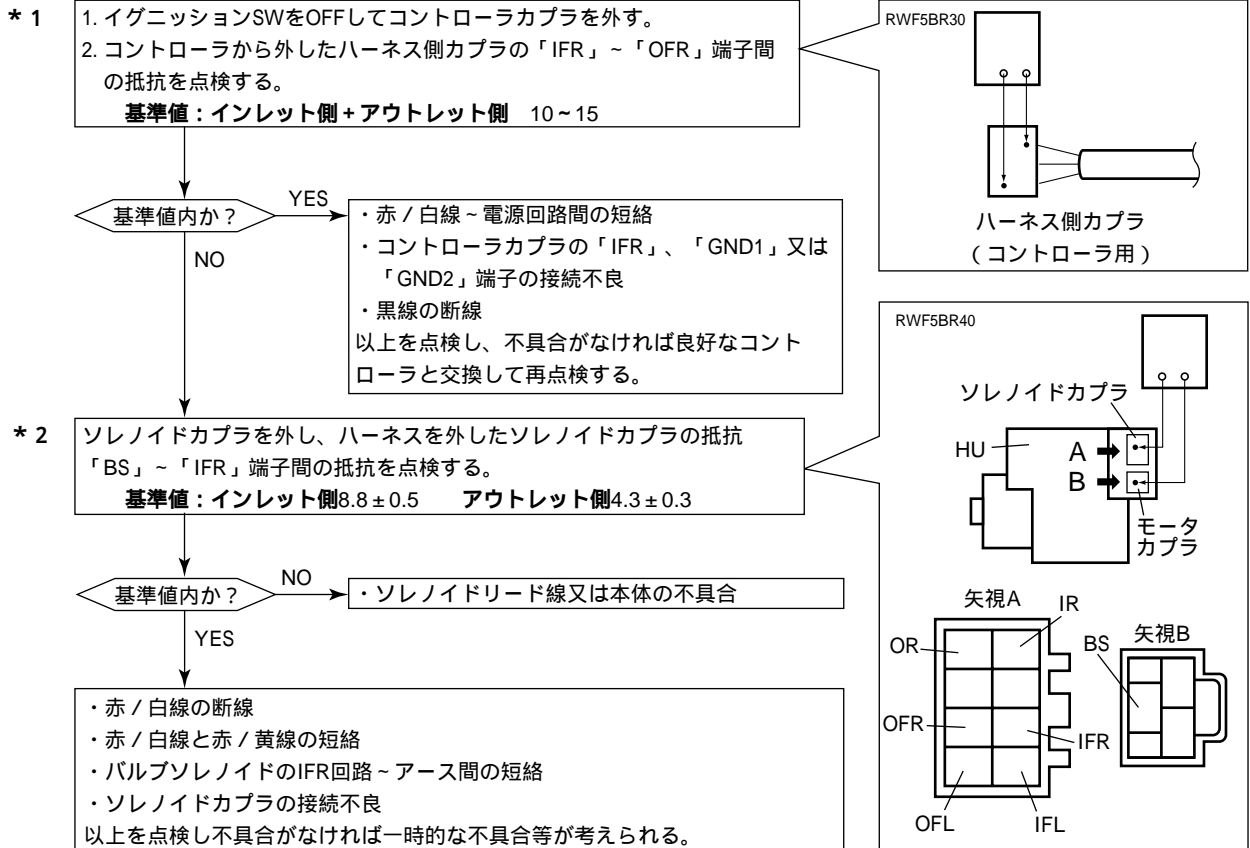 ＊1
1. イグニッションSWをOFFしてコントローラカプラを外す。
2. コントローラから外したハーネス側カプラの「IFR」~「OFR」端子間
の抵抗を点検する。
基準値：インレット側+アウトレット側 10~15
基準値内か？
YES
NO
・赤／白線~電源回路間の短絡
・コントローラカプラの「IFR」、「GND1」又は
「GND2」端子の接続不良
・黒線の断線
以上を点検し、不具合がなければ良好なコント
ローラと交換して再点検する。
RWF5BR30
ハーネス側カプラ
（コントローラ用）
＊2
ソレノイドカプラを外し、ハーネスを外したソレノイドカプラの抵抗
「BS」~「IFR」端子間の抵抗を点検する。
基準値：インレット側8.8±0.5 アウトレット側4.3±0.3
基準値内か？
NO
・ソレノイドリード線又は本体の不具合
YES
・赤／白線の断線
・赤／白線と赤／黄線の短絡
・バルブソレノイドのIFR回路~アース間の短絡
・ソレノイドカプラの接続不良
以上を点検し不具合がなければ一時的な不具合等が考えられる。
RWF5BR40
ソレノイドカプラ
HU
A
B
モータ
カプラ
矢視A
IR
OR
OFR
IFR
OFL
IFL
矢視B
BS